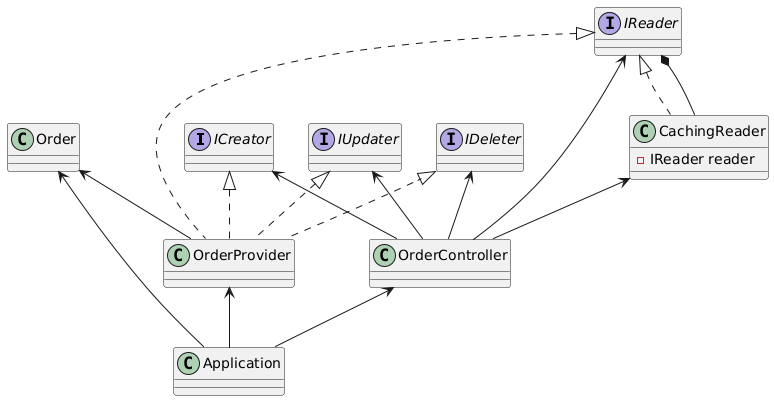 I IReader
C Order
I ICreator
I IUpdater
I IDeleter
C CachingReader
IReader reader
C OrderProvider
C OrderController
C Application